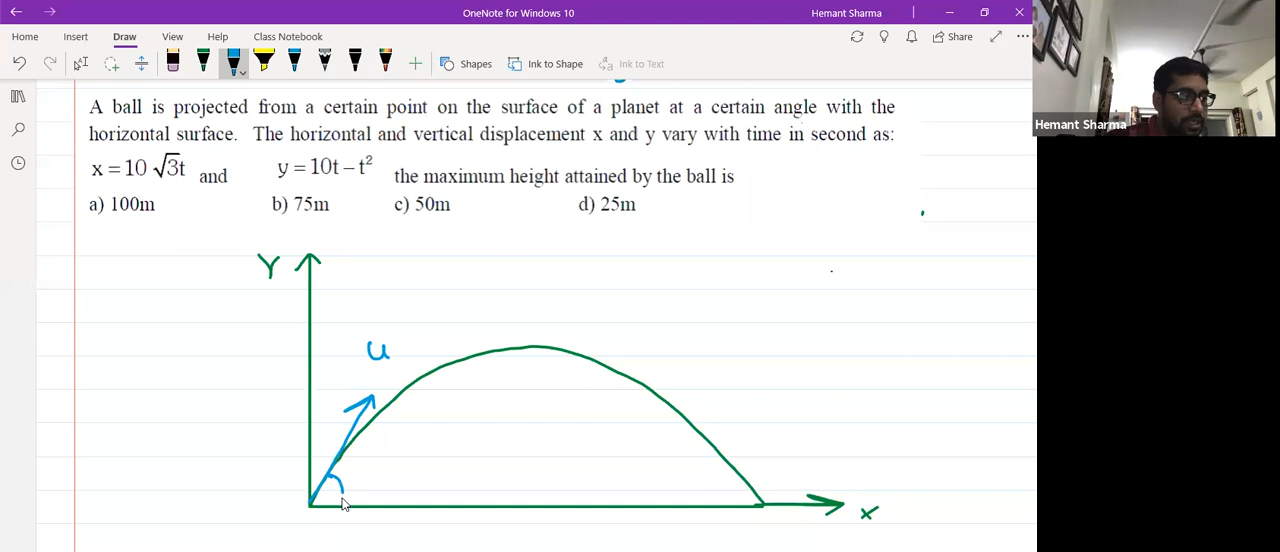 OneNote for Windows 10
Hemant Sharma
Home Insert Draw View Help Class Notebook
Share
Shapes Ink to Shape Ink to Text
A ball is projected from a certain point on the surface of a planet at a certain angle with the
horizontal surface. The horizontal and vertical displacement x and y vary with time in second as:
x = 10 √3t and y = 10t – t² the maximum height attained by the ball is
a) 100m b) 75m c) 50m d) 25m
Y
u
x
Hemant Sharma